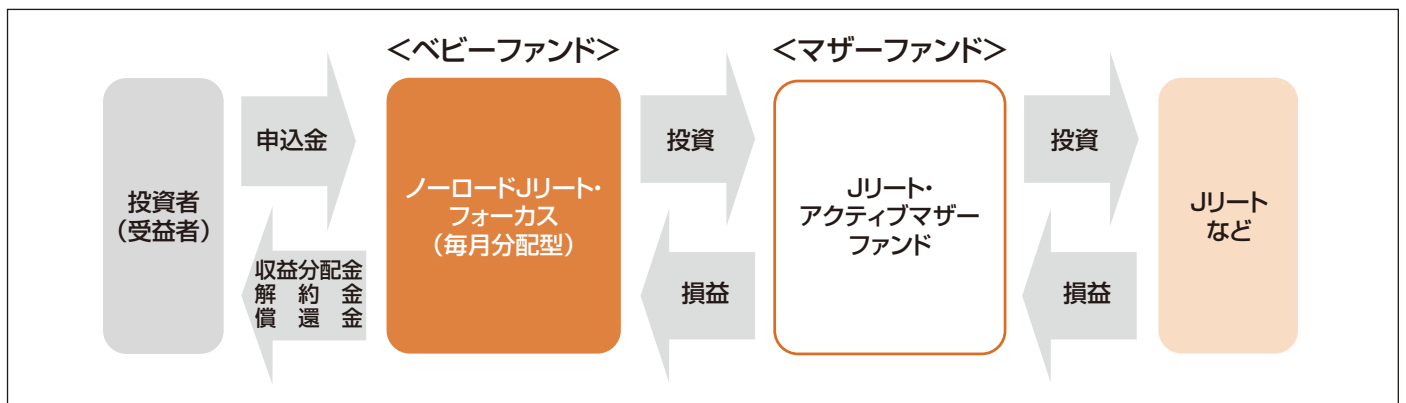 <ベビーファンド>
<マザーファンド>
投資者
(受益者)
申込金
収益分配金
解約金
償還金
ノーロードJリート・
フォーカス
(毎月分配型)
投資
損益
Jリート・
アクティブマザー
ファンド
投資
損益
Jリート
など